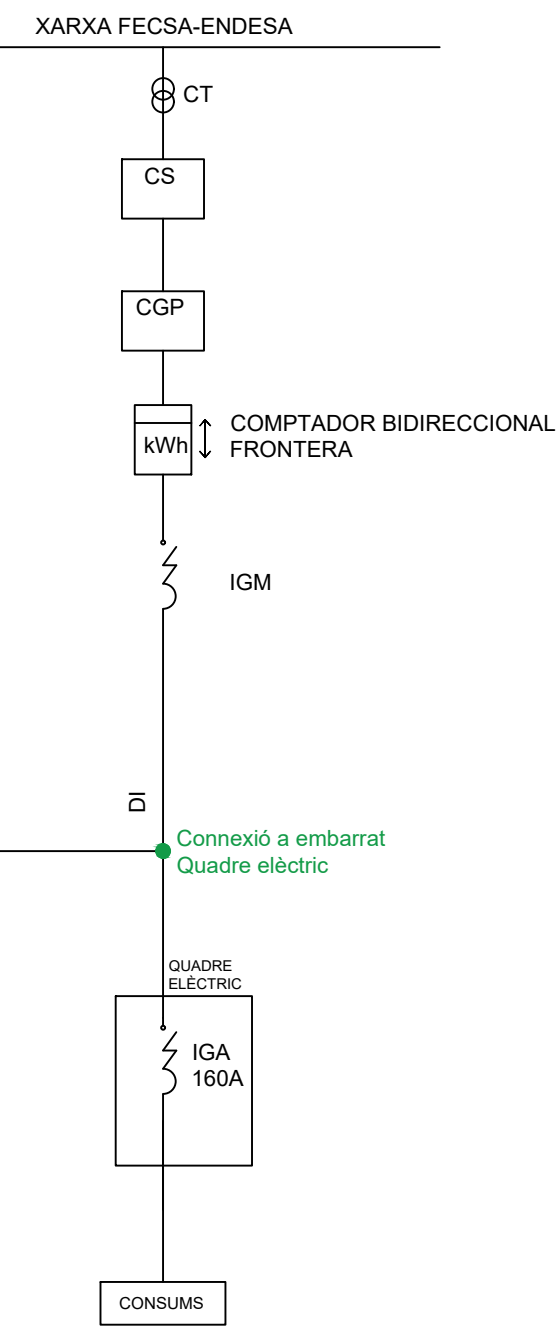 XARXA FECSA-ENDESA
CT
CS
CGP
kWh
COMPTADOR BIDIRECCIONAL
FRONTERA
IGM
DI
Connexió a embarrat
Quadre elèctric
QUADRE
ELÈCTRIC
IGA
160A
CONSUMS